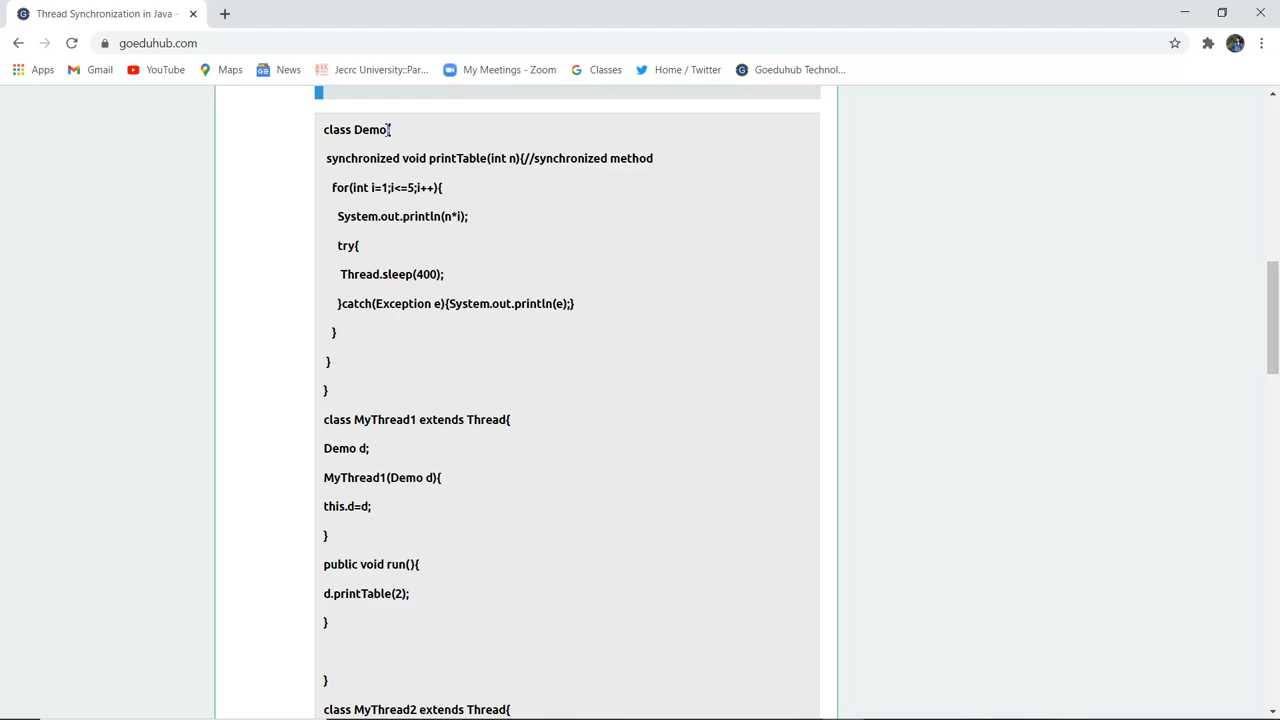 Thread Synchronization in Java -
goeduhub.com
Apps
Gmail
YouTube
Maps
News
Jecrc University::Par...
My Meetings - Zoom
Classes
Home / Twitter
Goeduhub Technol...
class Demo
synchronized void printTable(int n){//synchronized method
for(int i=1;i<=5;i++){
System.out.println(n*i);
try{
Thread.sleep(400);
}catch(Exception e){System.out.println(e);}
}
}
}
class MyThread1 extends Thread{
Demo d;
MyThread1(Demo d){
this.d=d;
}
public void run(){
d.printTable(2);
}
}
class MyThread2 extends Thread{